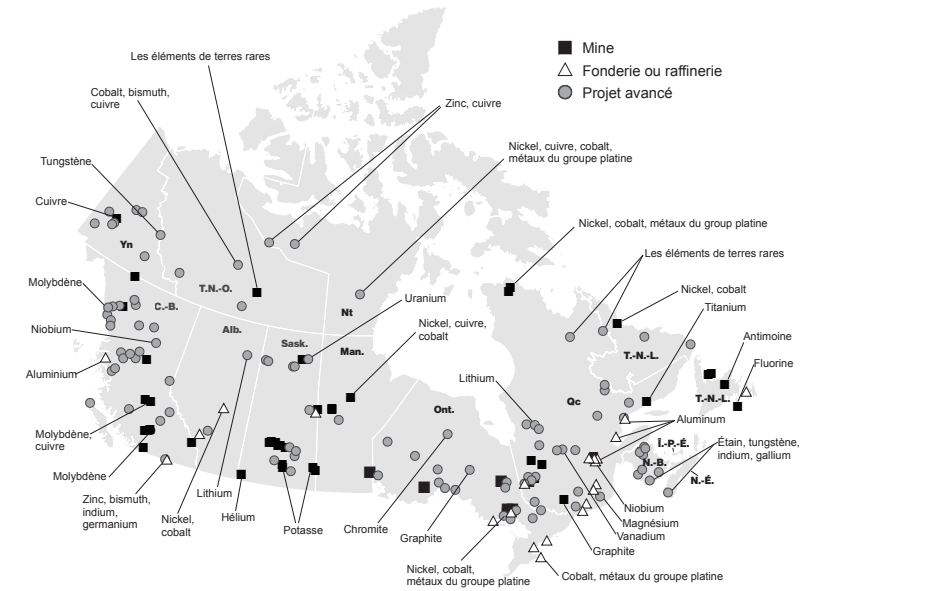 Mine
Fonderie ou raffinerie
Projet avancé
Les éléments de terres rares
Cobalt, bismuth,
cuivre
Zinc, cuivre
Nickel, cuivre, cobalt,
métaux du groupe platine
Tungstène
Cuivre
Nickel, cobalt, métaux du group platine
Yn
Les éléments de terres rares
Molybdène
T.N.-O.
Nickel, cobalt
C.-B.
Uranium
Titanium
Nt
Alb.
Nickel, cuivre,
cobalt
Niobium
Sask.
Man.
Antimoine
T.-N.-L.
Fluorine
Aluminium
Lithium
T.-N.-L.
Qc
Ont.
Aluminum
Molybdène,
cuivre
Î.-P.-É.
Étain, tungstène,
indium, gallium
N.-B.
Molybdène
N.-É.
Zinc, bismuth,
indium,
germanium
Lithium
Nickel,
cobalt
Hélium
Potasse
Chromite
Graphite
Niobium
Magnésium
Vanadium
Graphite
Nickel, cobalt,
métaux du groupe platine
Cobalt, métaux du groupe platine